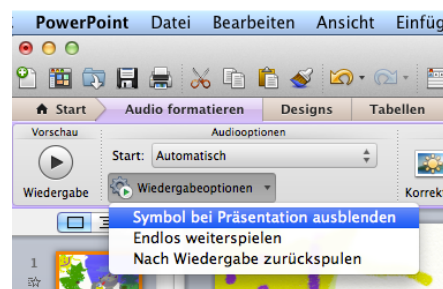 PowerPoint Datei Bearbeiten Ansicht Einfüg
Start Audio formatieren Designs Tabellen
Vorschau Audiooptionen
Start: Automatisch
Wiedergabe Wiedergabeoptionen Korrek
Symbol bei Präsentation ausblenden
Endlos weiterspielen
Nach Wiedergabe zurückspulen
1